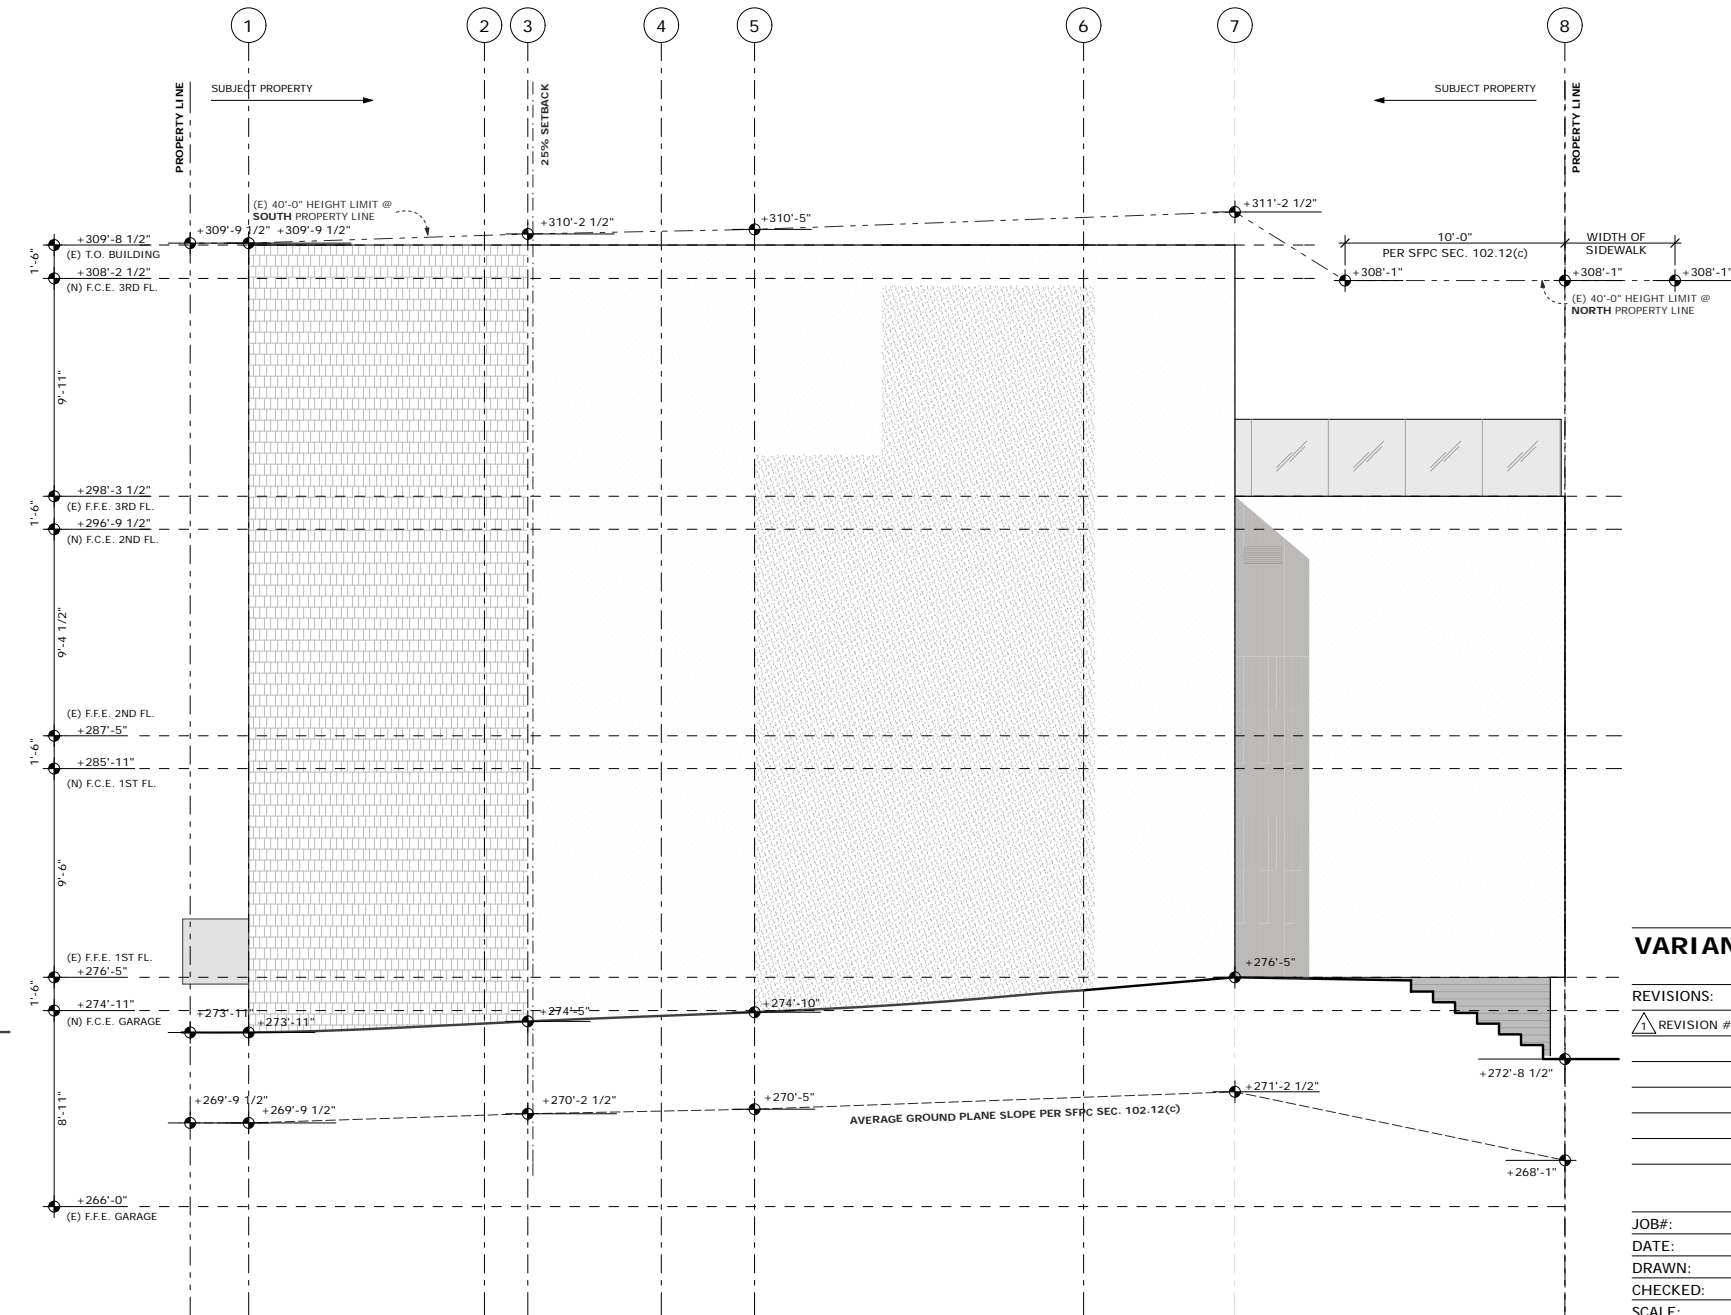 1
2
3
4
5
6
7
8
PROPERTY LINE
SUBJECT PROPERTY
25% SETBACK
SUBJECT PROPERTY
PROPERTY LINE
(E) 40'-0" HEIGHT LIMIT @
SOUTH PROPERTY LINE
+309'-9 1/2"
+309'-9 1/2"
+310'-2 1/2"
+310'-5"
+311'-2 1/2"
10'-0"
PER SFPC SEC. 102.12(c)
WIDTH OF
SIDEWALK
+308'-1"
+308'-1"
+308'-1"
(E) 40'-0" HEIGHT LIMIT @
NORTH PROPERTY LINE
+309'-8 1/2"
(E) T.O. BUILDING
1'-6"
+308'-2 1/2"
(N) F.C.E. 3RD FL.
9'-11"
+298'-3 1/2"
(E) F.F.E. 3RD FL.
1'-6"
+296'-9 1/2"
(N) F.C.E. 2ND FL.
9'-4 1/2"
(E) F.F.E. 2ND FL.
+287'-5"
1'-6"
+285'-11"
(N) F.C.E. 1ST FL.
9'-6"
(E) F.F.E. 1ST FL.
+276'-5"
1'-6"
+274'-11"
(N) F.C.E. GARAGE
+273'-11"
+273'-11"
+274'-5"
+274'-10"
+276'-5"
+272'-8 1/2"
8'-11"
+269'-9 1/2"
+269'-9 1/2"
+270'-2 1/2"
+270'-5"
AVERAGE GROUND PLANE SLOPE PER SFPC SEC. 102.12(c)
+271'-2 1/2"
+268'-1"
+266'-0"
(E) F.F.E. GARAGE
VARIAN
REVISIONS:
1 REVISION #
JOB#:
DATE:
DRAWN:
CHECKED:
SCALE: